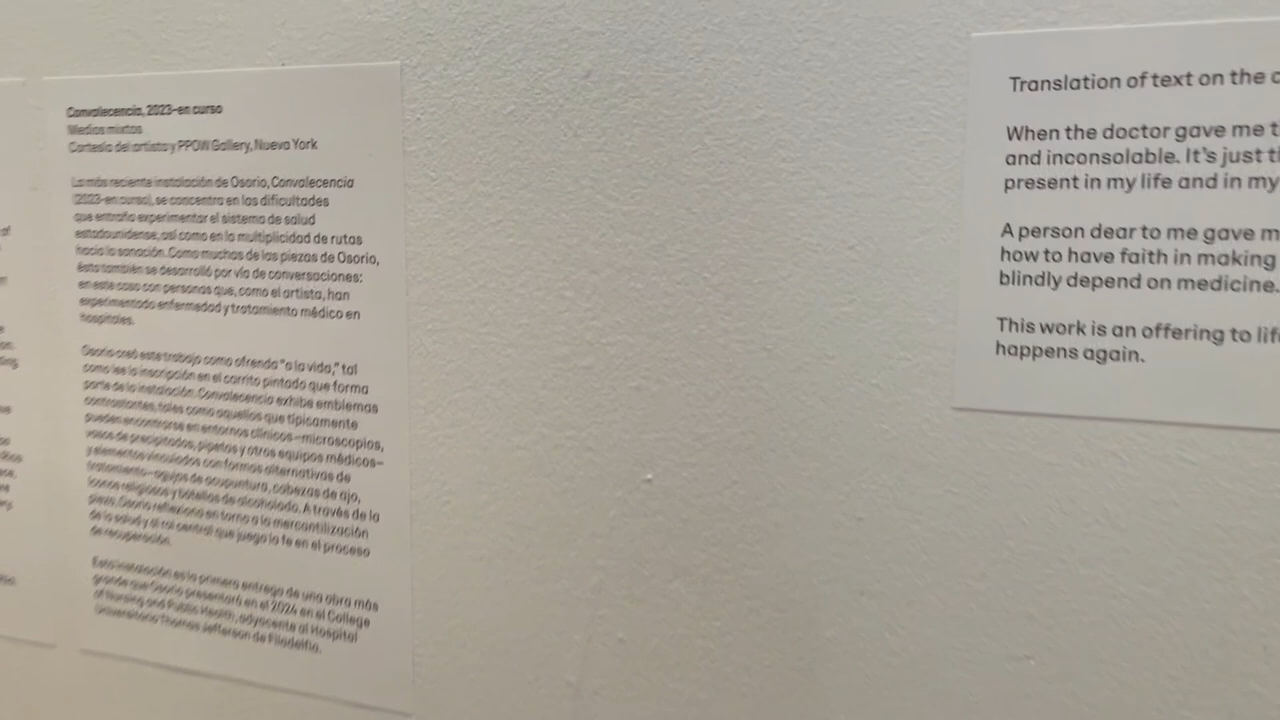 Convalecencia, 2023–en curso
Medios mixtos
Cortesía del artista y PPOW Gallery, Nueva York
La más reciente instalación de Osorio, Convalecencia
(2023-en curso), se concentra en las dificultades
que entraña experimentar el sistema de salud
estadounidense, así como en la multiplicidad de rutas
hacia la sanación. Como muchas de las piezas de Osorio,
ésta también se desarrolló por vía de conversaciones:
en este caso con personas que, como el artista, han
experimentado enfermedad y tratamiento médico en
hospitales.
Osorio creó este trabajo como ofrenda "a la vida," tal
como lee la inscripción en el carrito pintado que forma
parte de la instalación. Convalecencia exhibe emblemas
contrastantes, tales como aquellos que típicamente
pueden encontrarse en entornos clínicos—microscopios,
vasos de precipitados, pipetas y otros equipos médicos—
y elementos vinculados con formas alternativas de
tratamiento—agujas de acupuntura, cabezas de ajo,
íconos religiosos y botellas de alcoholado. A través de la
pieza, Osorio reflexiona en torno a la mercantilización
de la salud y al rol central que juega la fe en el proceso
de recuperación.
Esta instalación es la primera entrega de una obra más
grande que Osorio presentará en el 2024 en el College
of Nursing and Public Health, adyacente al Hospital
Universitario Thomas Jefferson de Filadelfia.
Translation of text on the c
When the doctor gave me t
and inconsolable. It's just th
present in my life and in my
A person dear to me gave m
how to have faith in making
blindly depend on medicine.
This work is an offering to lif
happens again.